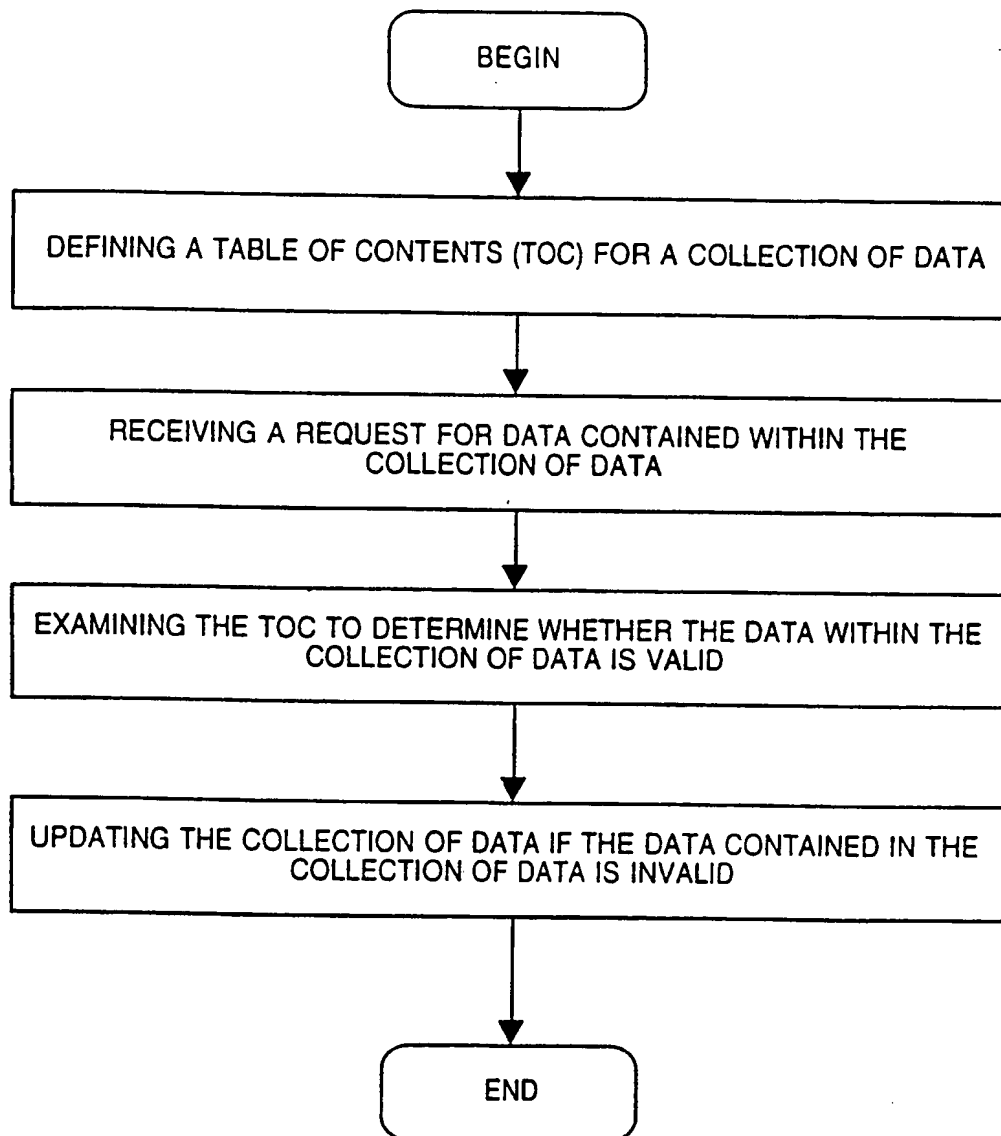 BEGIN
DEFINING A TABLE OF CONTENTS (TOC) FOR A COLLECTION OF DATA
RECEIVING A REQUEST FOR DATA CONTAINED WITHIN THE
COLLECTION OF DATA
EXAMINING THE TOC TO DETERMINE WHETHER THE DATA WITHIN THE
COLLECTION OF DATA IS VALID
UPDATING THE COLLECTION OF DATA IF THE DATA CONTAINED IN THE
COLLECTION OF DATA IS INVALID
END